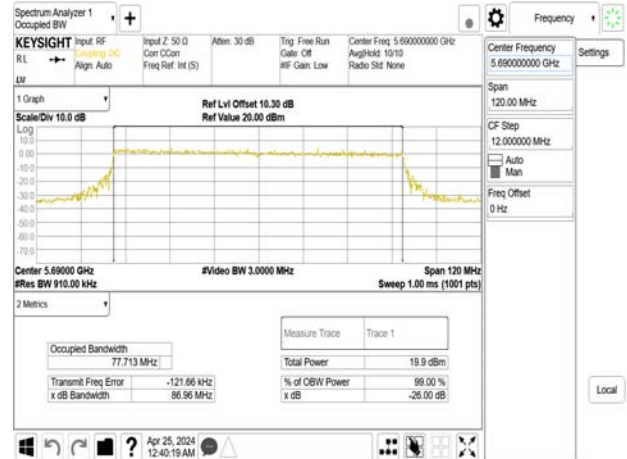 Spectrum Analyzer 1
Occupied BW
Frequency
KEYSIGHT
RL
Input: RF
Coupling: DC
Align: Auto
Input Z: 50 Ω
Corr CCorr
Freq Ref: Int (S)
Atten: 30 dB
Trig: Free Run
Gate: Off
#IF Gain: Low
Center Freq: 5.690000000 GHz
Avg|Hold: 10/10
Radio Std: None
Center Frequency
5.690000000 GHz
Settings
Span
120.00 MHz
CF Step
12.000000 MHz
Auto
Man
Freq Offset
0 Hz
Local
1 Graph
Scale/Div 10.0 dB
Ref Lvl Offset 10.30 dB
Ref Value 20.00 dBm
Log
10.0
0.00
-10.0
-20.0
-30.0
-40.0
-50.0
-60.0
-70.0
Center 5.69000 GHz
#Res BW 910.00 kHz
#Video BW 3.0000 MHz
Span 120 MHz
Sweep 1.00 ms (1001 pts)
2 Metrics
Measure Trace Trace 1
Occupied Bandwidth
77.713 MHz
Total Power 19.9 dBm
Transmit Freq Error -121.66 kHz
% of OBW Power 99.00 %
x dB Bandwidth 86.96 MHz
x dB -26.00 dB
?
Apr 25, 2024
12:40:19 AM